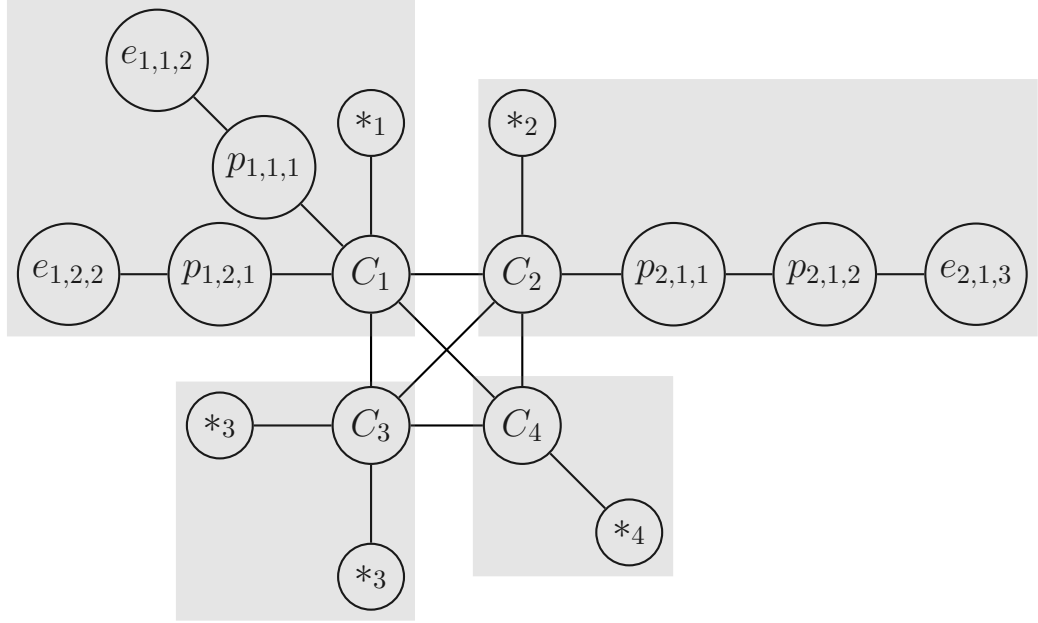 e1,1,2
*1
*2
p1,1,1
e1,2,2
p1,2,1
C1
C2
p2,1,1
p2,1,2
e2,1,3
*3
C3
C4
*4
*3